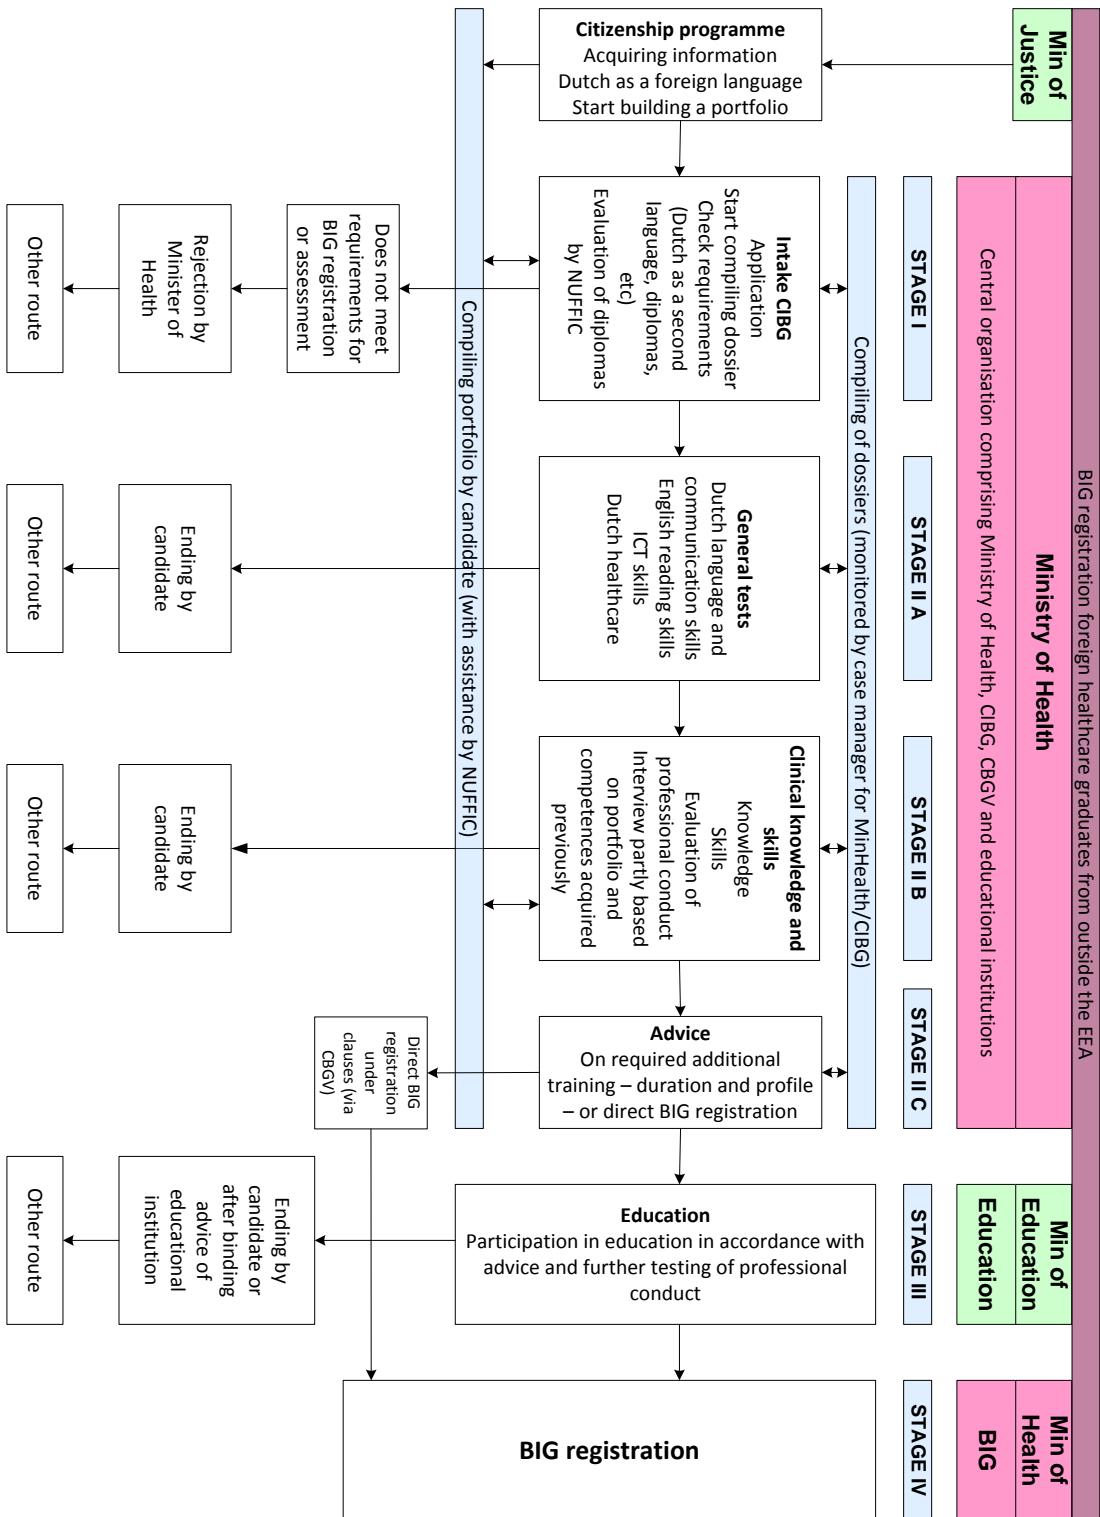 BIG registration foreign healthcare graduates from outside the EEA
Min of
Justice
Ministry of Health
Central organisation comprising Ministry of Health, CIBG, CBGV and educational institutions
Min of
Education
Education
Min of
Health
BIG
STAGE I
STAGE II A
STAGE II B
STAGE II C
STAGE III
STAGE IV
Compiling of dossiers (monitored by case manager for MinHealth/CIBG)
Citizenship programme
Acquiring information
Dutch as a foreign language
Start building a portfolio
Intake CIBG
Application
Start compiling dossier
Check requirements
(Dutch as a second
language, diplomas,
etc)
Evaluation of diplomas
by NUFFIC
General tests
Dutch language and
communication skills
English reading skills
ICT skills
Dutch healthcare
Clinical knowledge and
skills
Knowledge
Skills
Evaluation of
professional conduct
Interview partly based
on portfolio and
competences acquired
previously
Advice
On required additional
training – duration and profile
– or direct BIG registration
Education
Participation in education in accordance with
advice and further testing of professional
conduct
BIG registration
Compiling portfolio by candidate (with assistance by NUFFIC)
Does not meet
requirements for
BIG registration
or assessment
Direct BIG
registration
under
clauses (via
CBGV)
Rejection by
Minister of
Health
Ending by
candidate
Ending by
candidate
Ending by
candidate or
after binding
advice of
educational
institution
Other route
Other route
Other route
Other route